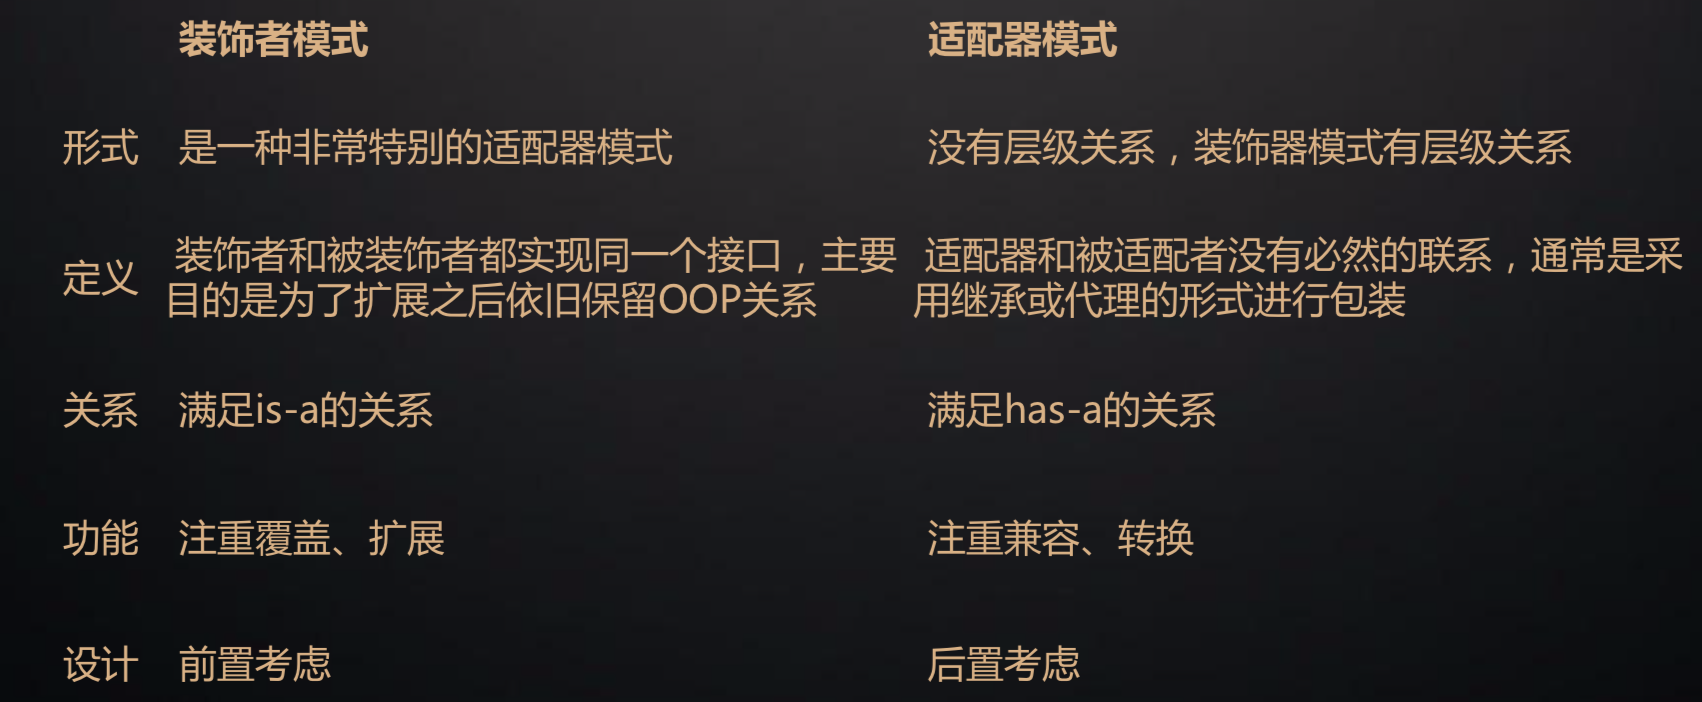 装饰者模式 适配器模式
形式 是一种非常特别的适配器模式 没有层级关系，装饰器模式有层级关系
定义 装饰者和被装饰者都实现同一个接口，主要目的是为了扩展之后依旧保留OOP关系 适配器和被适配者没有必然的联系，通常是采用继承或代理的形式进行包装
关系 满足is-a的关系 满足has-a的关系
功能 注重覆盖、扩展 注重兼容、转换
设计 前置考虑 后置考虑